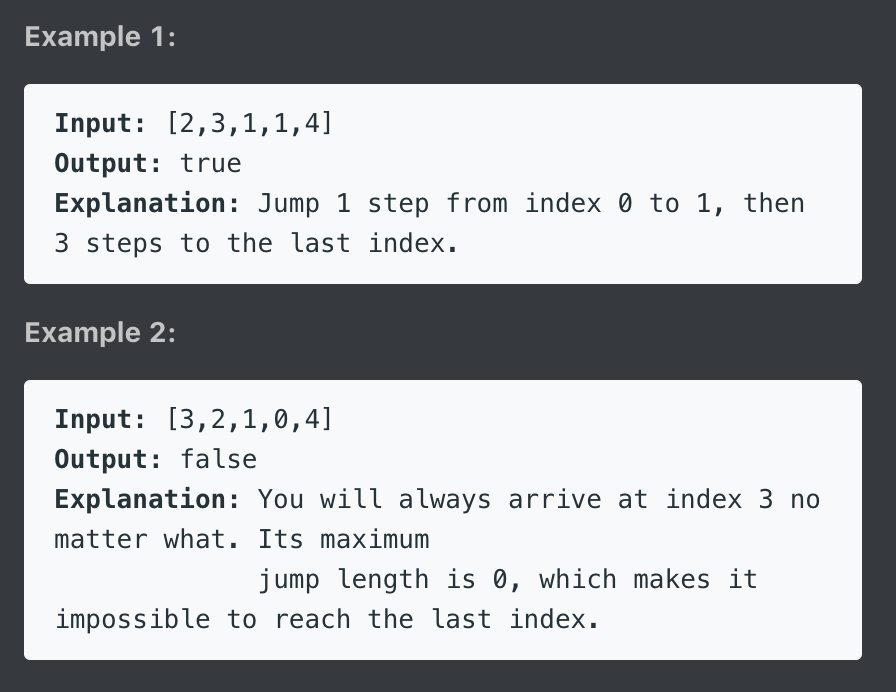 Example 1:
Input: [2,3,1,1,4]
Output: true
Explanation: Jump 1 step from index 0 to 1, then
3 steps to the last index.
Example 2:
Input: [3,2,1,0,4]
Output: false
Explanation: You will always arrive at index 3 no
matter what. Its maximum
jump length is 0, which makes it
impossible to reach the last index.